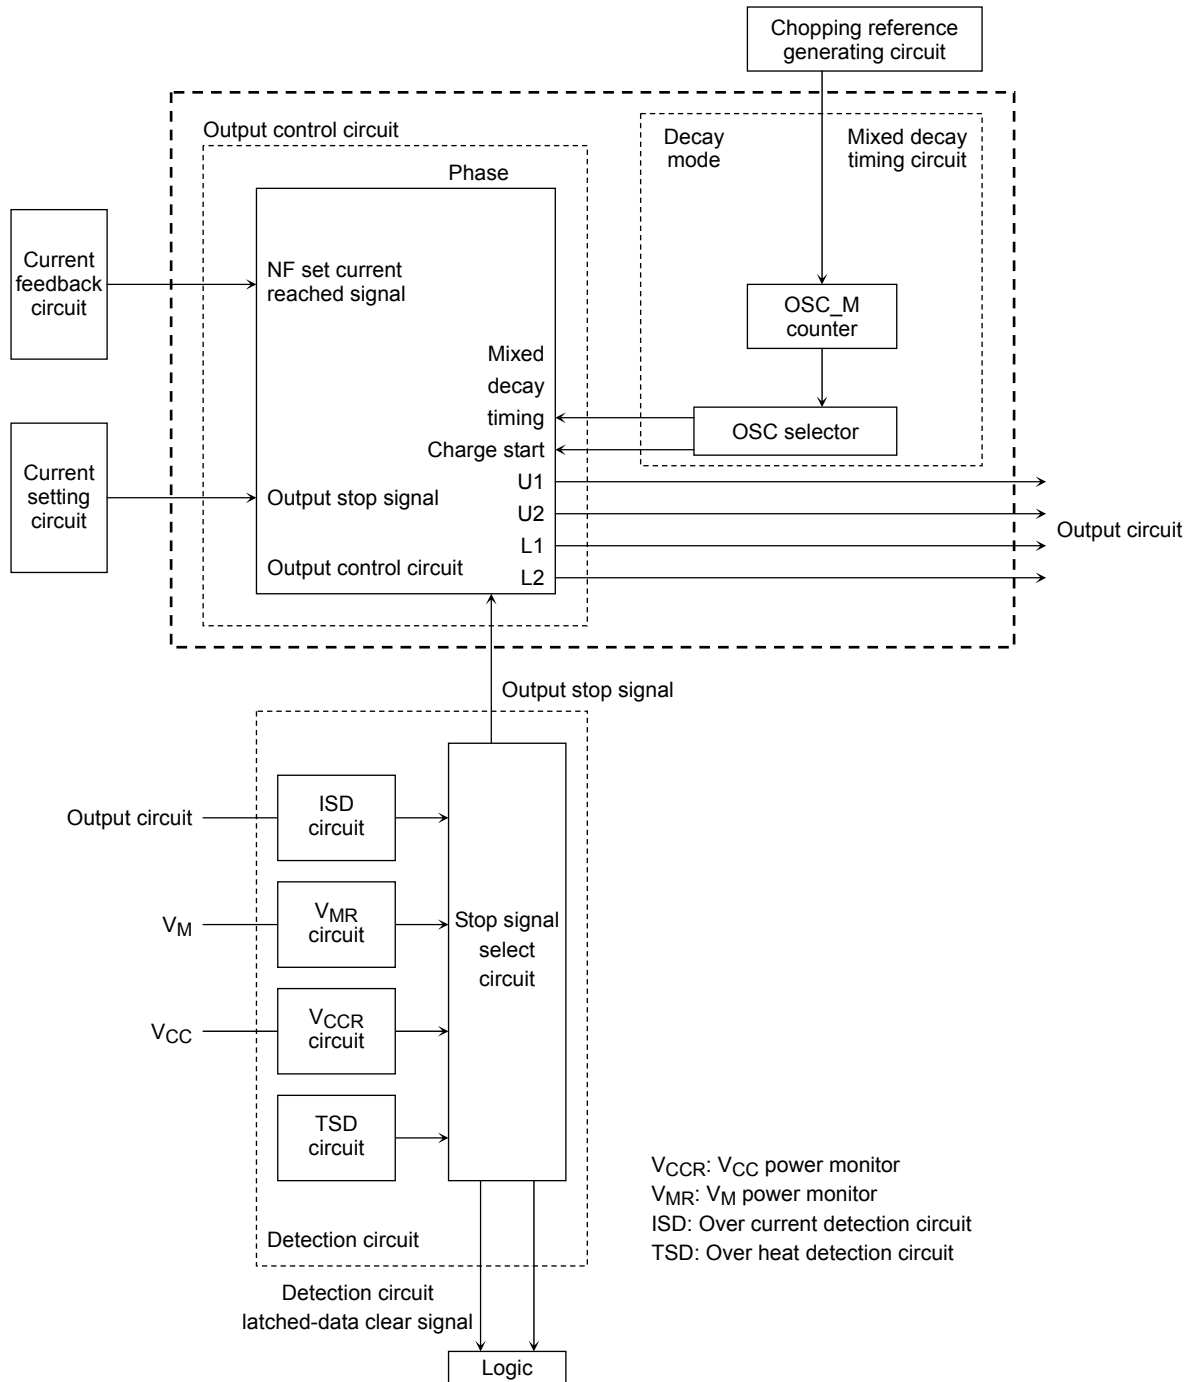 Chopping reference
generating circuit
Output control circuit
Decay
mode
Mixed decay
timing circuit
Phase
Current
feedback
circuit
NF set current
reached signal
OSC_M
counter
Mixed
decay
timing
OSC selector
Charge start
Current
setting
circuit
Output stop signal
U1
U2
L1
L2
Output circuit
Output control circuit
Output stop signal
Output circuit
ISD
circuit
VM
VMR
circuit
Stop signal
select
circuit
VCC
VCCR
circuit
TSD
circuit
Detection circuit
VCCR: VCC power monitor
VMR: VM power monitor
ISD: Over current detection circuit
TSD: Over heat detection circuit
Detection circuit
latched-data clear signal
Logic